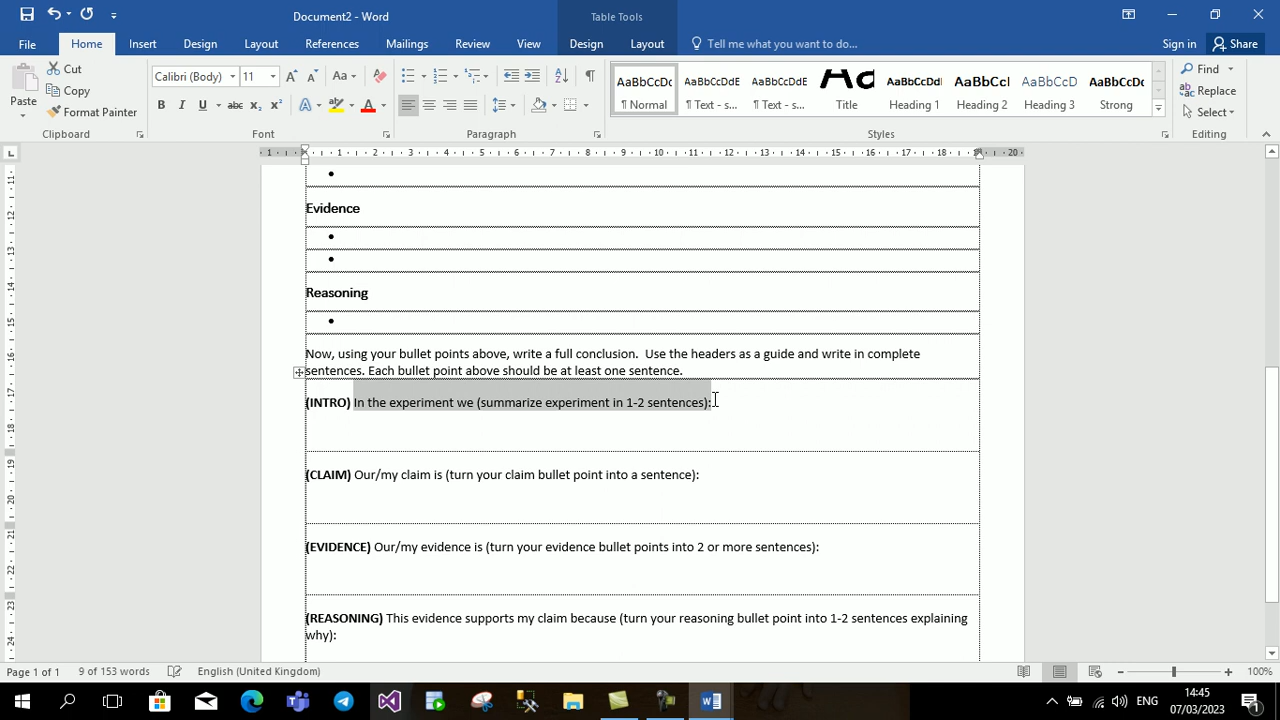 Document2 - Word
Table Tools
File
Home
Insert
Design
Layout
References
Mailings
Review
View
Design
Layout
Tell me what you want to do...
Sign in
Share
Paste
Cut
Copy
Format Painter
Clipboard
Calibri (Body)
11
Font
Paragraph
AaBbCcDc
¶ Normal
AaBbCcDdE
¶ Text - s...
AaBbCcDdE
¶ Text - s...
Title
AaBbCcDd
Heading 1
AaBbCcI
Heading 2
AaBbCcD
Heading 3
AaBbCcDc
Strong
Styles
Find
Replace
Select
Editing
Evidence
Reasoning
Now, using your bullet points above, write a full conclusion. Use the headers as a guide and write in complete
sentences. Each bullet point above should be at least one sentence.
(INTRO) In the experiment we (summarize experiment in 1-2 sentences):
(CLAIM) Our/my claim is (turn your claim bullet point into a sentence):
(EVIDENCE) Our/my evidence is (turn your evidence bullet points into 2 or more sentences):
(REASONING) This evidence supports my claim because (turn your reasoning bullet point into 1-2 sentences explaining
why):
Page 1 of 1
9 of 153 words
English (United Kingdom)
100%
ENG
14:45
07/03/2023